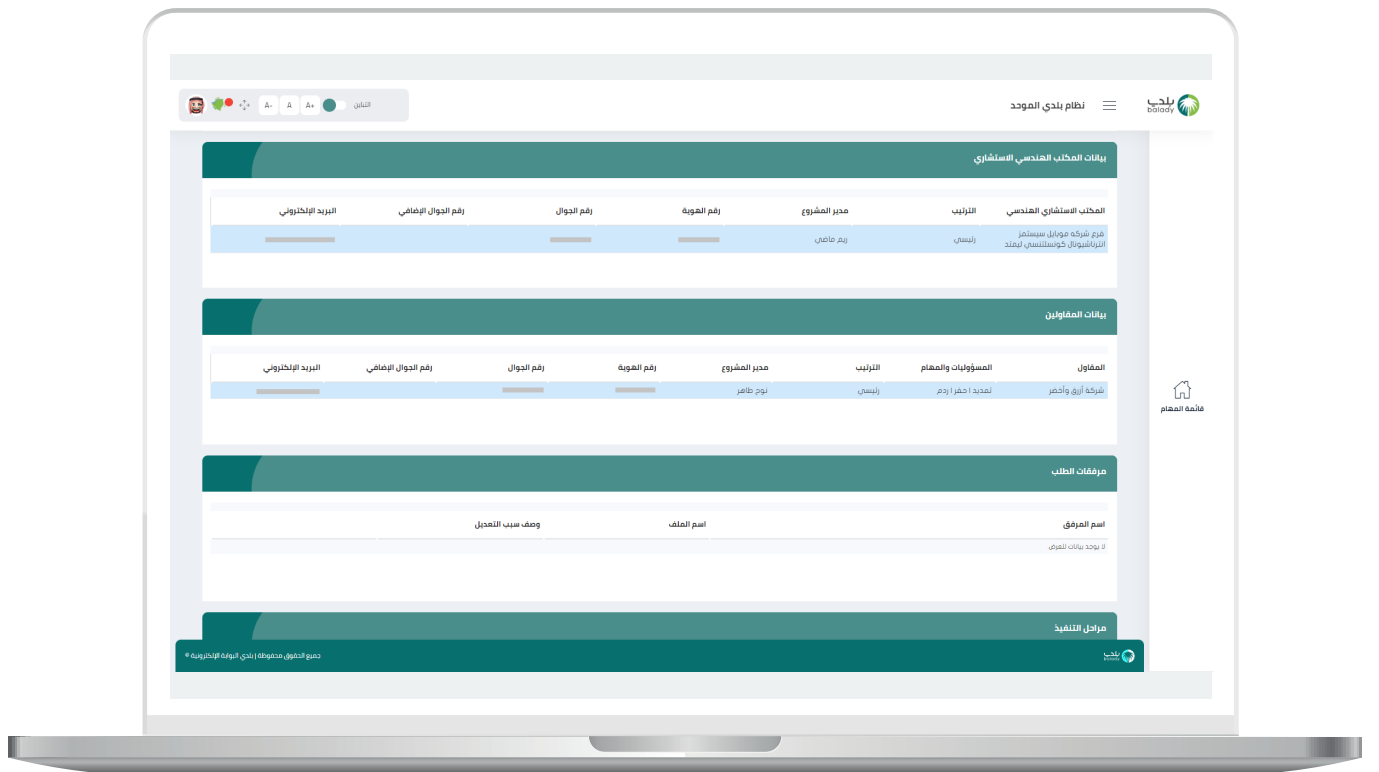 بلدي
balady
نظام بلدي الموحد
التباين
A+
A
A-
بيانات المكتب الهندسي الاستشاري
المكتب الاستشاري الهندسي
الترتيب
مدير المشروع
رقم الهوية
رقم الجوال
رقم الجوال الإضافي
البريد الإلكتروني
فرع شركه موبايل سيستمز
انترناشيونال كونسلتنسي ليمتد
رئيسي
ريم ماضي
بيانات المقاولين
المقاول
المسؤوليات والمهام
الترتيب
مدير المشروع
رقم الهوية
رقم الجوال
رقم الجوال الإضافي
البريد الإلكتروني
شركة أزرق وأخضر
تمديد | حفر | ردم
رئيسي
نوح طاهر
قائمة المهام
مرفقات الطلب
اسم المرفق
اسم الملف
وصف سبب التعديل
لا يوجد بيانات للعرض
مراحل التنفيذ
بلدي
balady
جميع الحقوق محفوظة | بلدي البوابة الإلكترونية ©